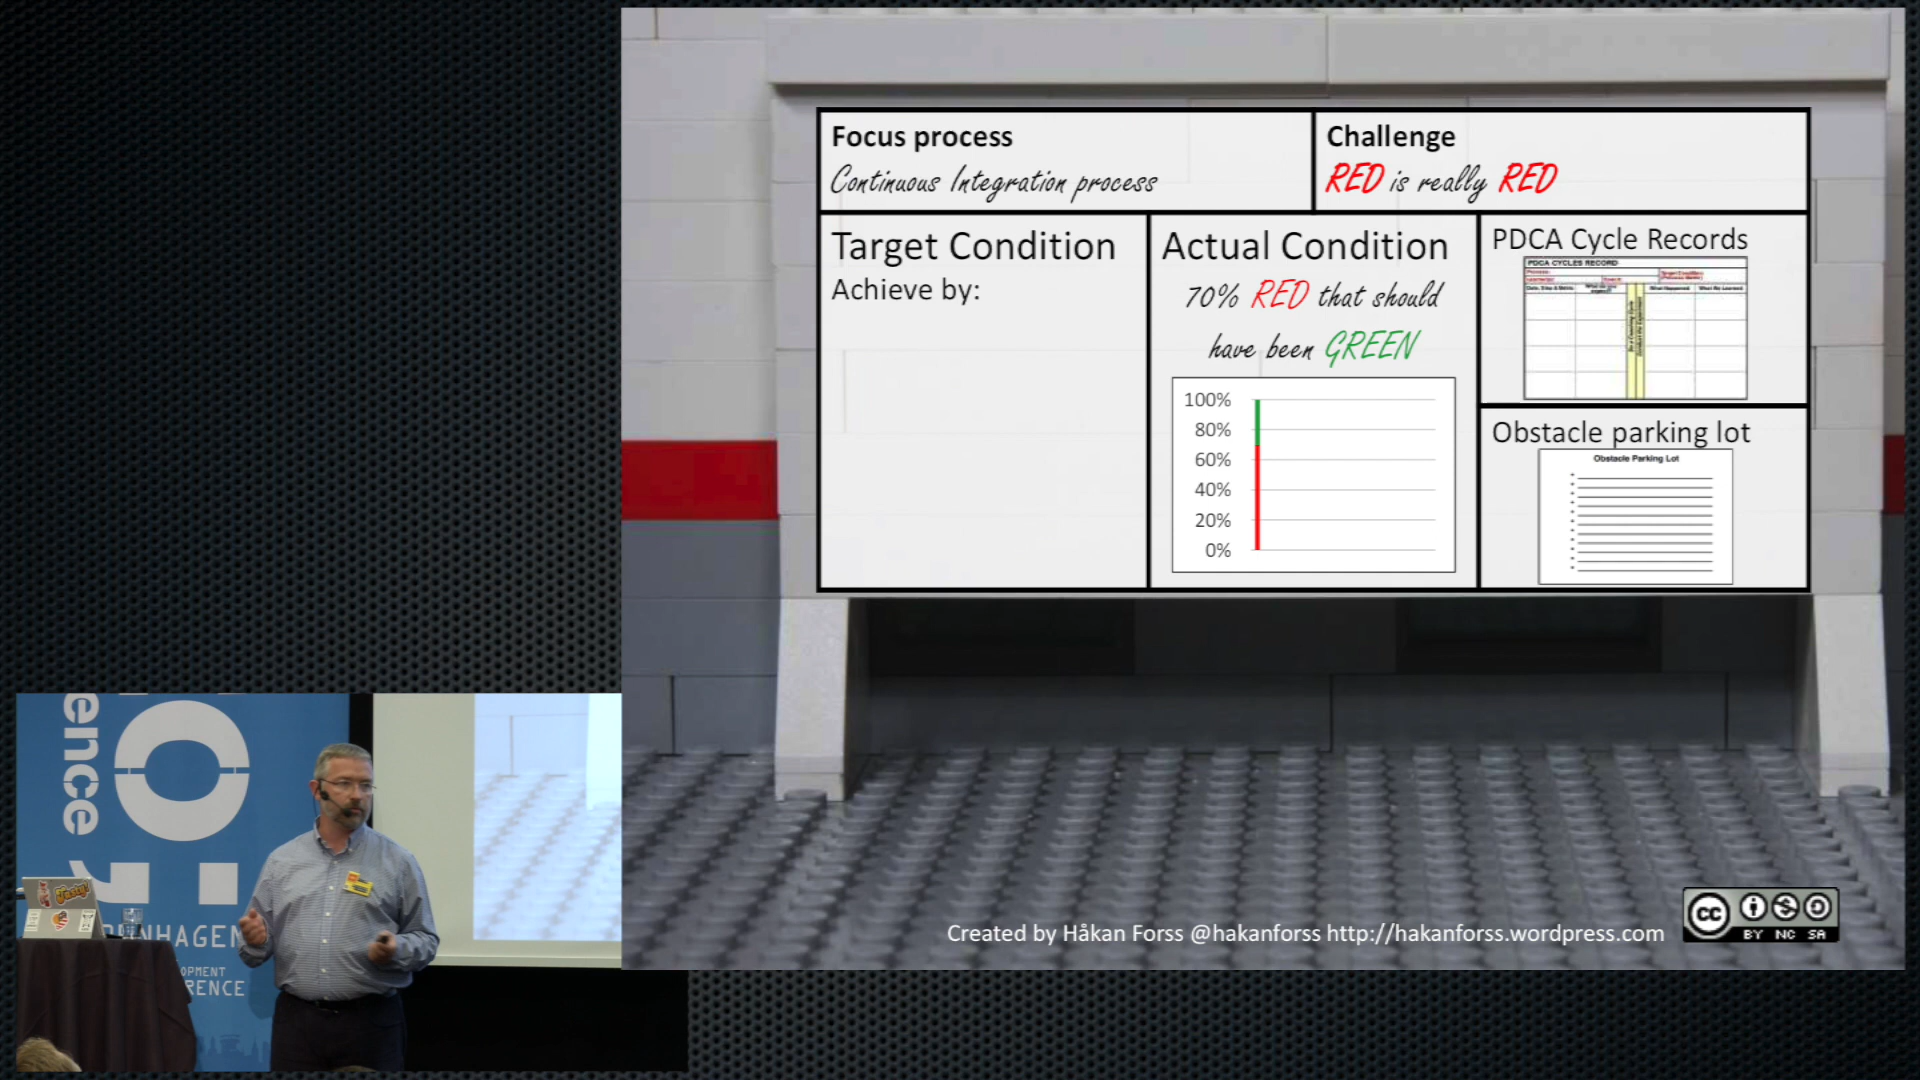 Focus process
Continuous Integration process
Challenge
RED is really RED
Target Condition
Achieve by:
Actual Condition
70% RED that should
have been GREEN
100%
80%
60%
40%
20%
0%
PDCA Cycle Records
PDCA CYCLES RECORD
Obstacle parking lot
Obstacle Parking Lot
Created by Håkan Forss @hakanforss http://hakanforss.wordpress.com
cc
BY NC SA
ence
NHAGEN
OPMENT
RENCE
Tasty!